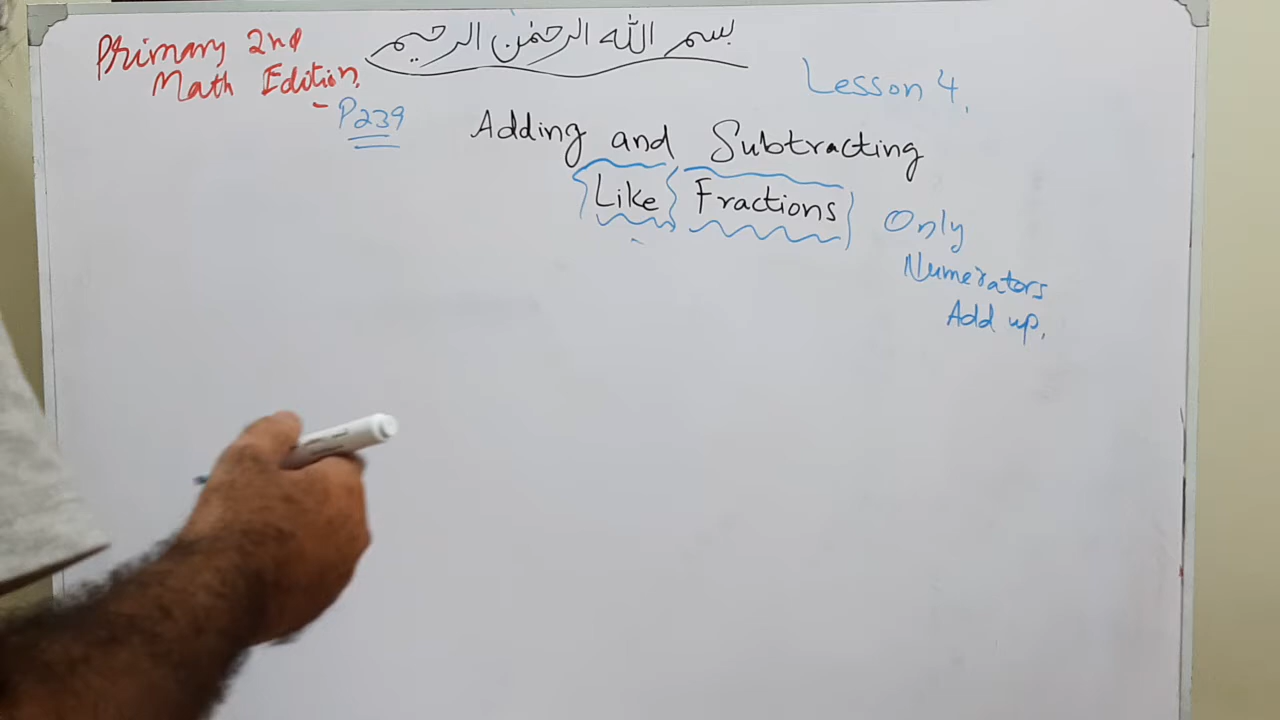 بسم الله الرحمٰن الرحيم
Primary 2nd
Math Edition
P239
Lesson 4.
Adding and Subtracting
Like Fractions
Only
Numerators
Add up.